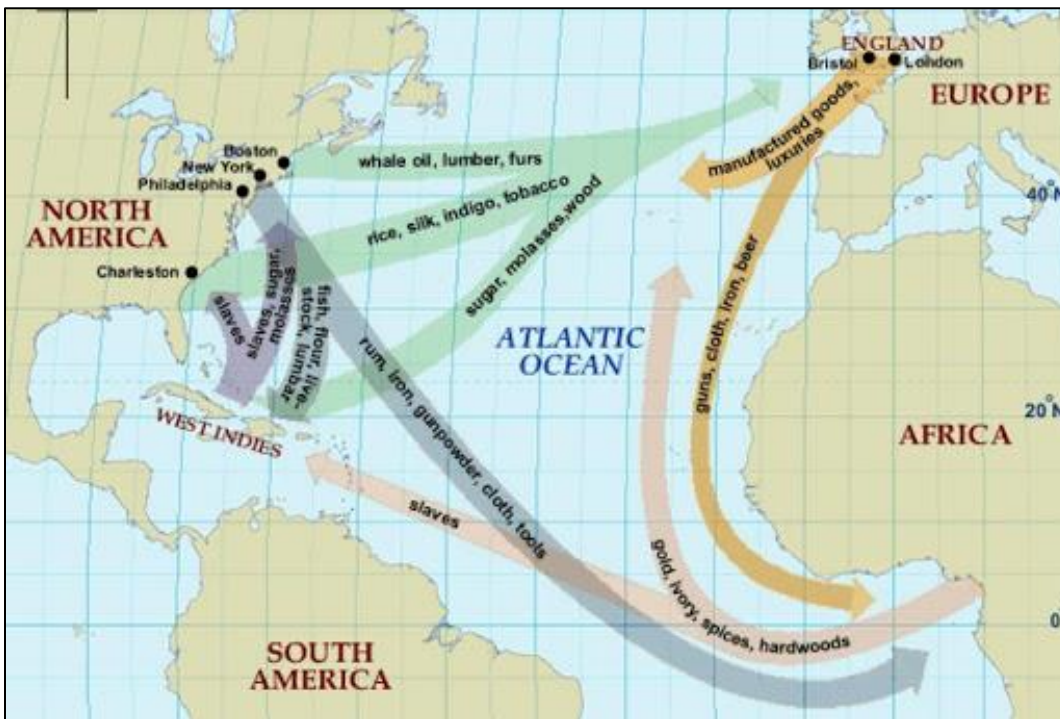 ENGLAND
Bristol
London
EUROPE
manufactured goods,
luxuries
Boston
New York
Philadelphia
whale oil, lumber, furs
40°N
NORTH
AMERICA
rice, silk, indigo, tobacco
sugar, molasses,wood
Charleston
slaves
slaves, sugar,
molasses
fish, flour, live-
stock, lumbar
guns, cloth, iron, beer
ATLANTIC
OCEAN
rum, iron, gunpowder, cloth, tools
WEST INDIES
20°N
AFRICA
slaves
gold, ivory, spices, hardwoods
0°
SOUTH
AMERICA